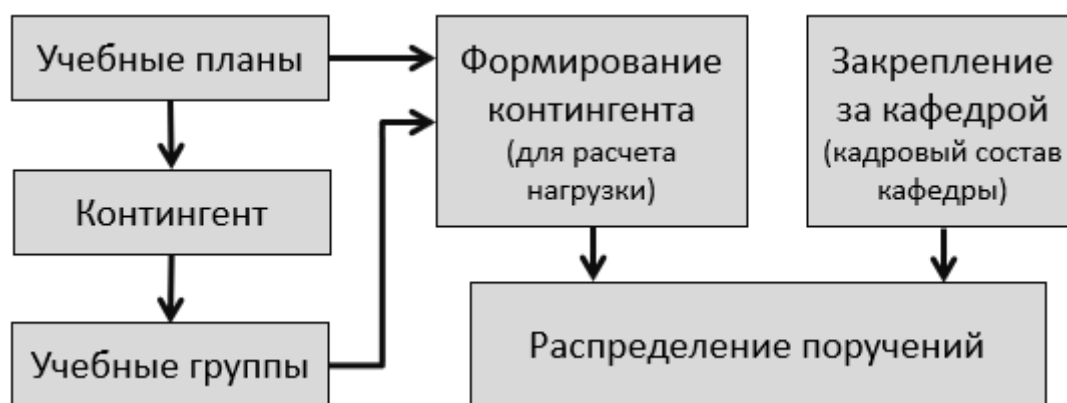 Учебные планы
Контингент
Учебные группы
Формирование
контингента
(для расчета
нагрузки)
Закрепление
за кафедрой
(кадровый состав
кафедры)
Распределение поручений